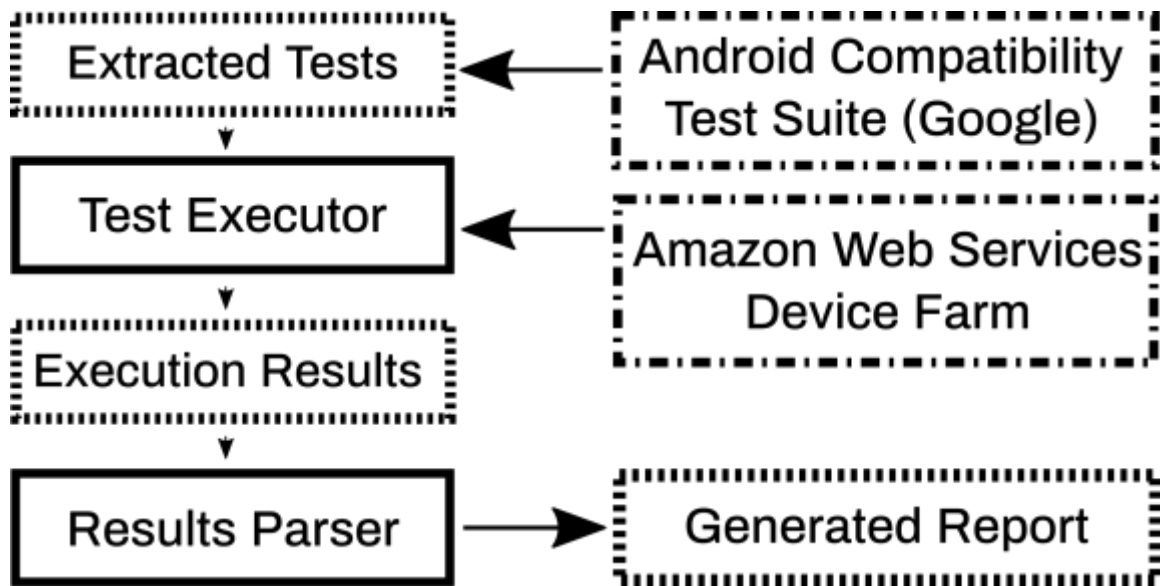 Extracted Tests
Android Compatibility
Test Suite (Google)
Test Executor
Amazon Web Services
Device Farm
Execution Results
Results Parser
Generated Report